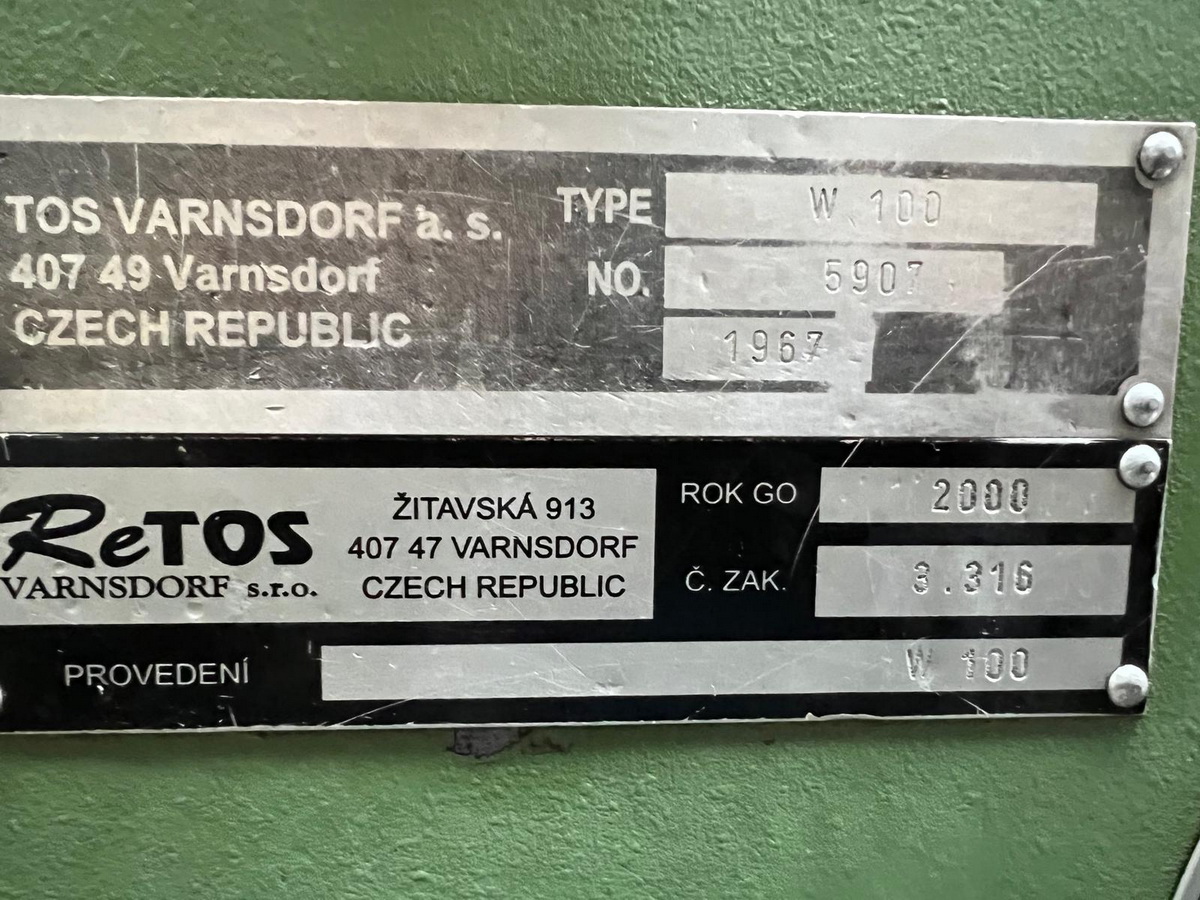 TOS VARNSDORF a. s.
407 49 Varnsdorf
CZECH REPUBLIC
TYPE W 100
NO. 5907
1967
ReTOS
VARNSDORF s.r.o.
ŽITAVSKÁ 913
407 47 VARNSDORF
CZECH REPUBLIC
ROK GO 2000
Č. ZAK. 3.316
PROVEDENÍ W 100